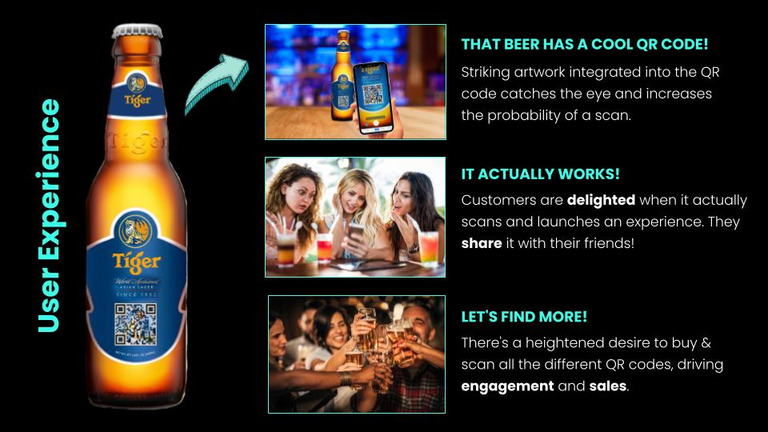 User Experience
Tiger
Tiger
Tiger
ASIAN LAGER
SINCE 1932
THAT BEER HAS A COOL QR CODE!
Striking artwork integrated into the QR
code catches the eye and increases
the probability of a scan.
IT ACTUALLY WORKS!
Customers are delighted when it actually
scans and launches an experience. They
share it with their friends!
LET'S FIND MORE!
There's a heightened desire to buy &
scan all the different QR codes, driving
engagement and sales.